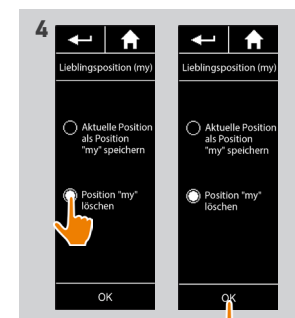 4
Lieblingsposition (my)
Aktuelle Position
als Position
"my" speichern
Position "my"
löschen
OK
Lieblingsposition (my)
Aktuelle Position
als Position
"my" speichern
Position "my"
löschen
OK